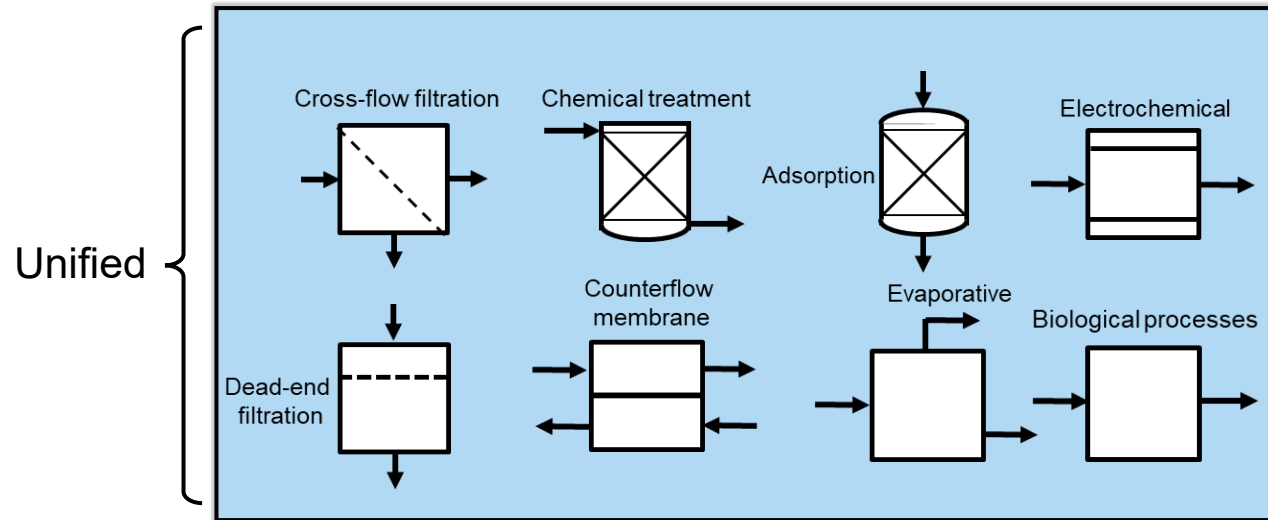 Unified
Cross-flow filtration
Chemical treatment
Adsorption
Electrochemical
Dead-end
filtration
Counterflow
membrane
Evaporative
Biological processes